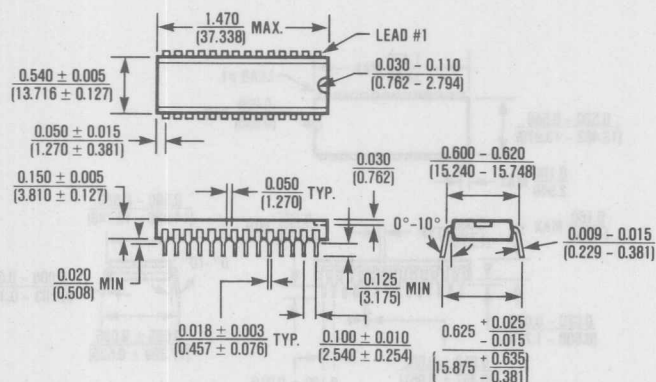 1.470
(37.338) MAX.
LEAD #1
0.030 - 0.110
(0.762 - 2.794)
0.540 ± 0.005
(13.716 ± 0.127)
0.050 ± 0.015
(1.270 ± 0.381)
0.150 ± 0.005
(3.810 ± 0.127)
0.050
(1.270) TYP.
0.030
(0.762)
0.600 - 0.620
(15.240 - 15.748)
0°-10°
0.009 - 0.015
(0.229 - 0.381)
0.020
(0.508) MIN
0.125
(3.175) MIN
0.018 ± 0.003
(0.457 ± 0.076) TYP.
0.100 ± 0.010
(2.540 ± 0.254)
0.625 + 0.025
- 0.015
(15.875 + 0.635
- 0.381)